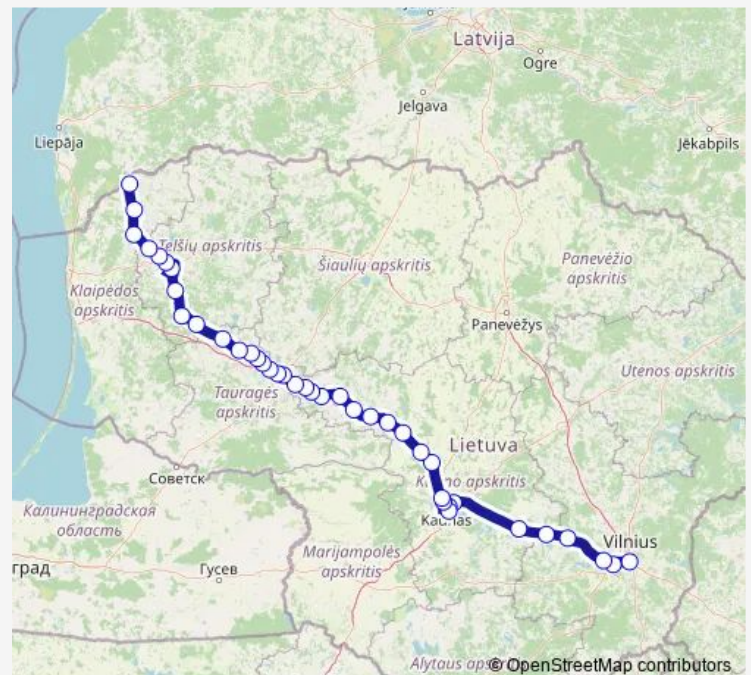 Latvija
Ogre
Jelgava
Liepāja
Jēkabpils
Telšių apskritis
Šiaulių apskritis
Panevėžio
apskritis
Klaipėdos
apskritis
Panevėžys
Utenos apskritis
Tauragės
apskritis
Lietuva
Советск
Kauno apskritis
Калининградская
область
Kaunas
Vilnius
Marijampolės
apskritis
град
Гусев
Alytaus aps
© OpenStreetMap contributors